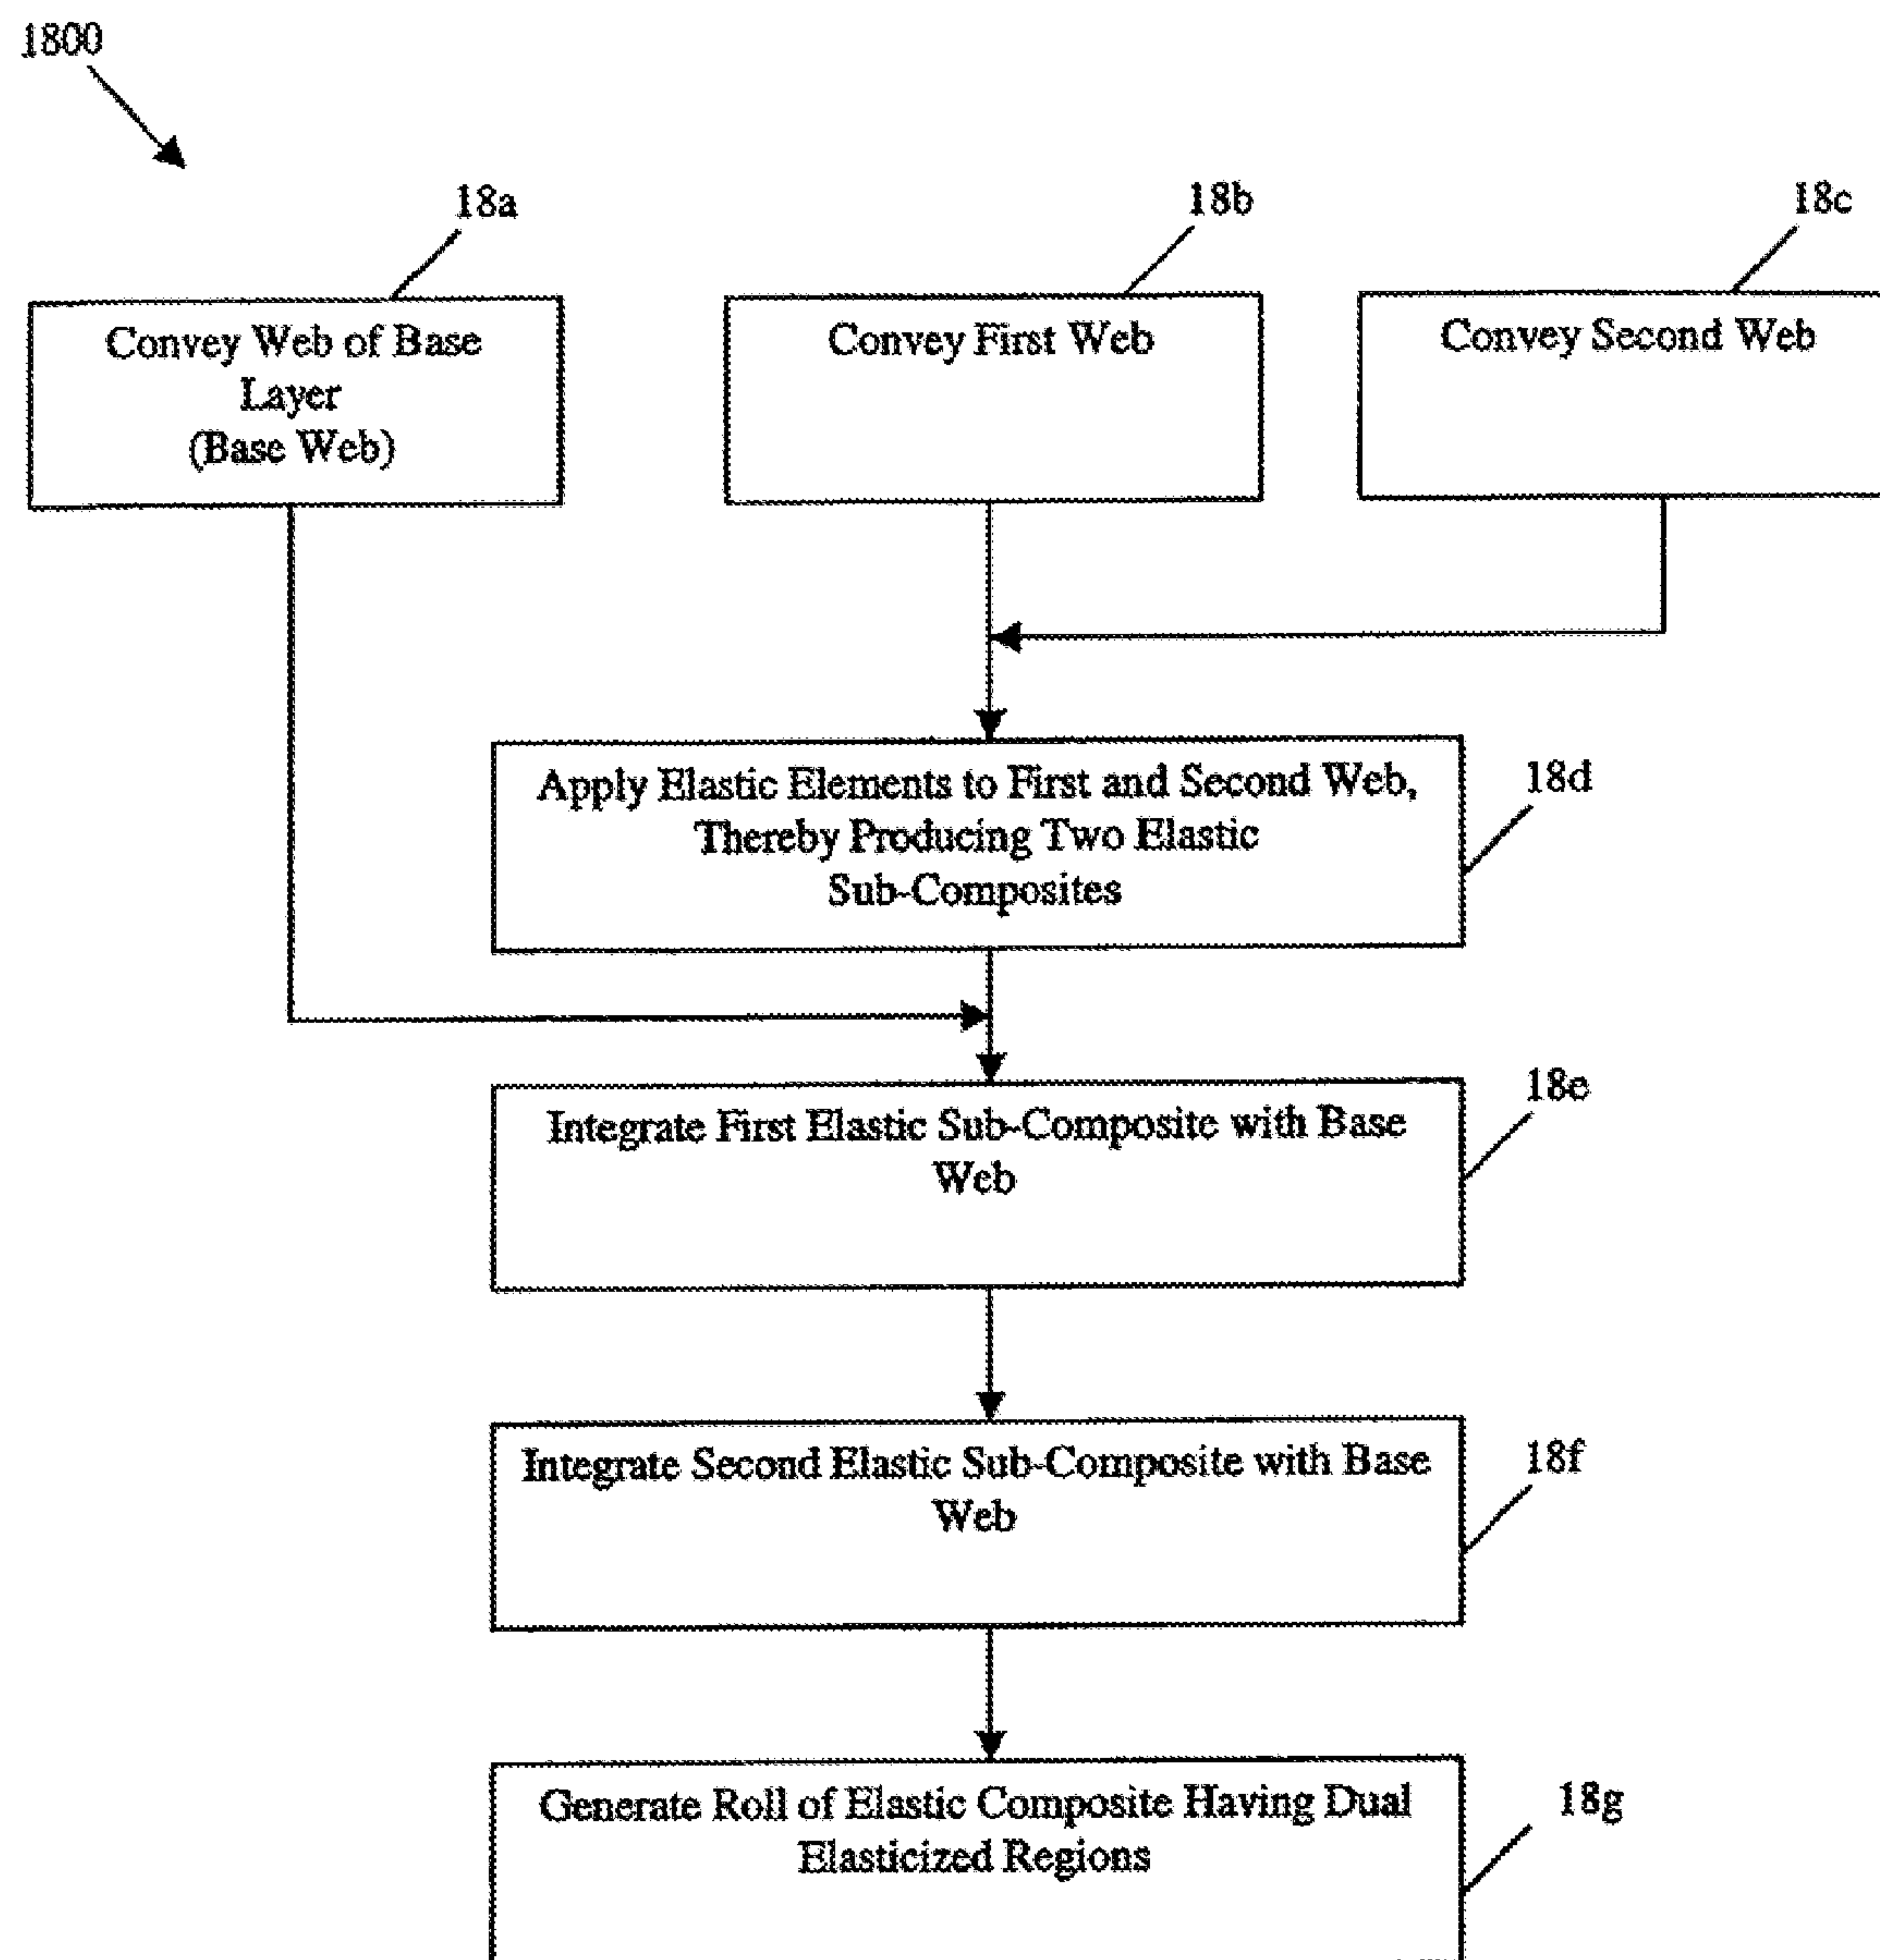 1800
18a
18b
18c
Convey Web of Base
Layer
(Base Web)
Convey First Web
Convey Second Web
Apply Elastic Elements to First and Second Web,
Thereby Producing Two Elastic
Sub-Composites
18d
Integrate First Elastic Sub-Composite with Base
Web
18e
Integrate Second Elastic Sub-Composite with Base
Web
18f
Generate Roll of Elastic Composite Having Dual
Elasticized Regions
18g